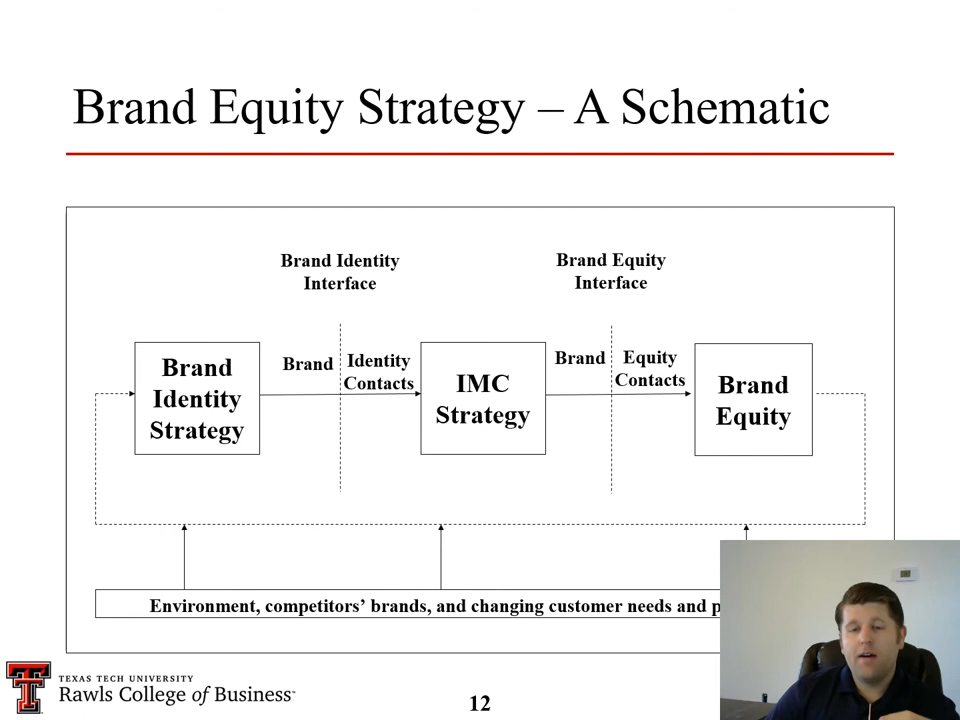 Brand Equity Strategy – A Schematic
Brand Identity
Interface
Brand Equity
Interface
Brand
Identity
Strategy
Brand
Identity
Contacts
IMC
Strategy
Brand
Equity
Contacts
Brand
Equity
Environment, competitors’ brands, and changing customer needs and
TEXAS TECH UNIVERSITY
Rawls College of Business
12